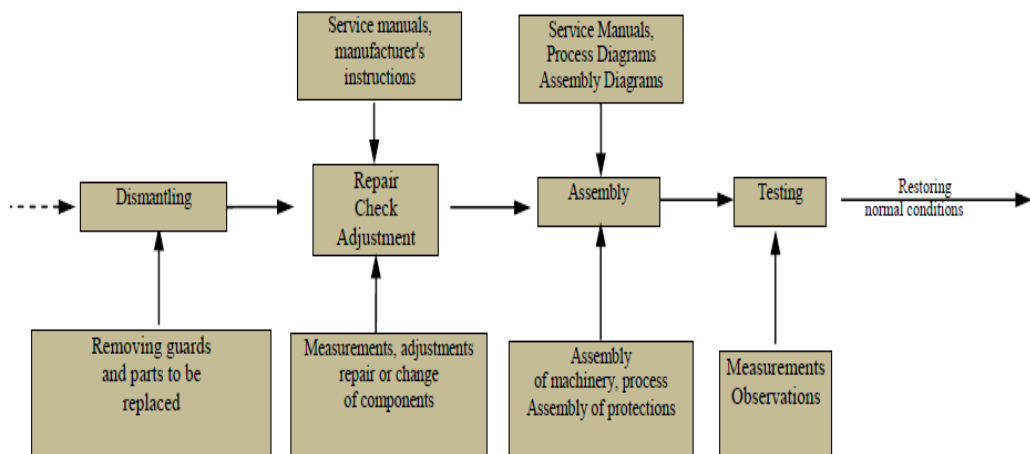 Service manuals,
manufacturer's
instructions
Service Manuals,
Process Diagrams
Assembly Diagrams
Dismantling
Repair
Check
Adjustment
Assembly
Testing
Restoring
normal conditions
Removing guards
and parts to be
replaced
Measurements, adjustments
repair or change
of components
Assembly
of machinery, process
Assembly of protections
Measurements
Observations